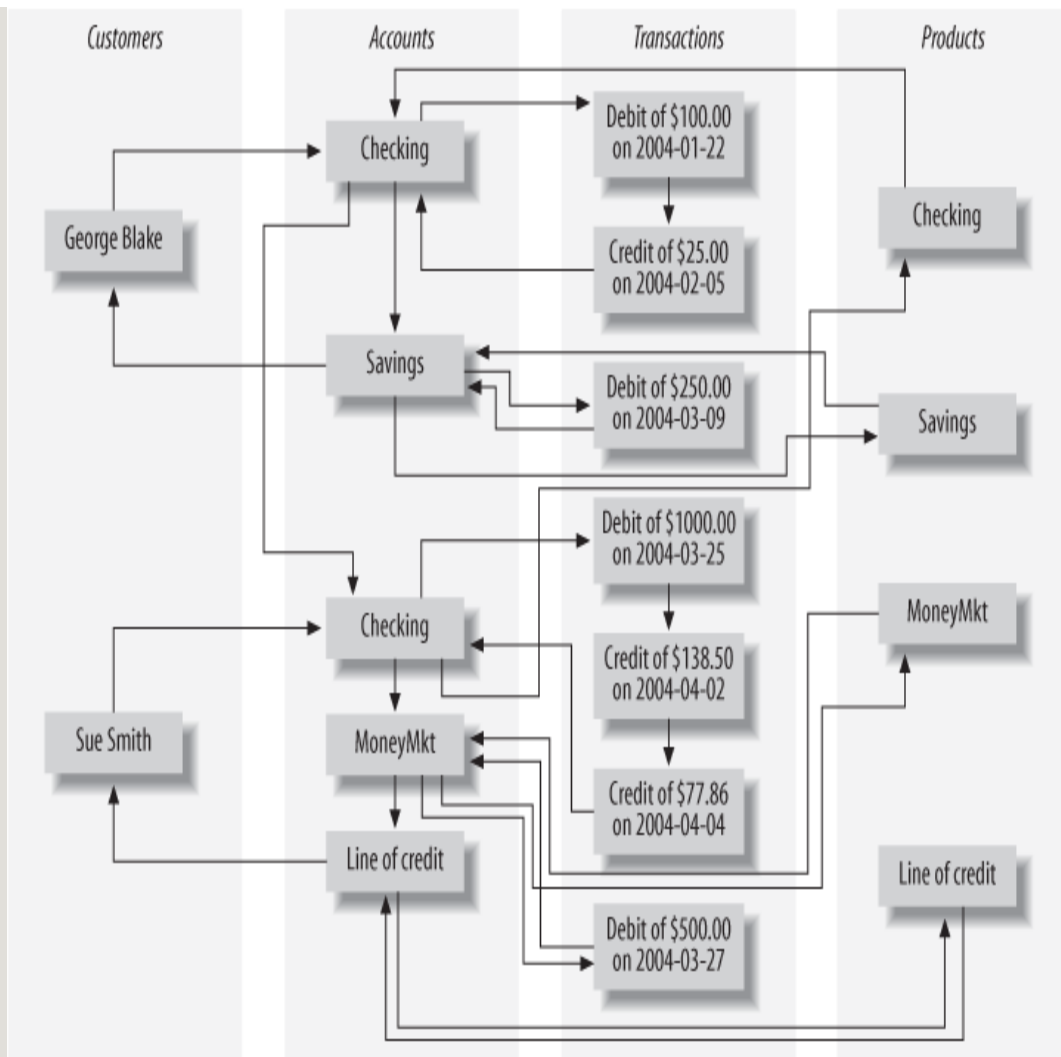 Customers
Accounts
Transactions
Products
George Blake
Sue Smith
Checking
Savings
Checking
MoneyMkt
Line of credit
Debit of $100.00
on 2004-01-22
Credit of $25.00
on 2004-02-05
Debit of $250.00
on 2004-03-09
Debit of $1000.00
on 2004-03-25
Credit of $138.50
on 2004-04-02
Credit of $77.86
on 2004-04-04
Debit of $500.00
on 2004-03-27
Checking
Savings
MoneyMkt
Line of credit